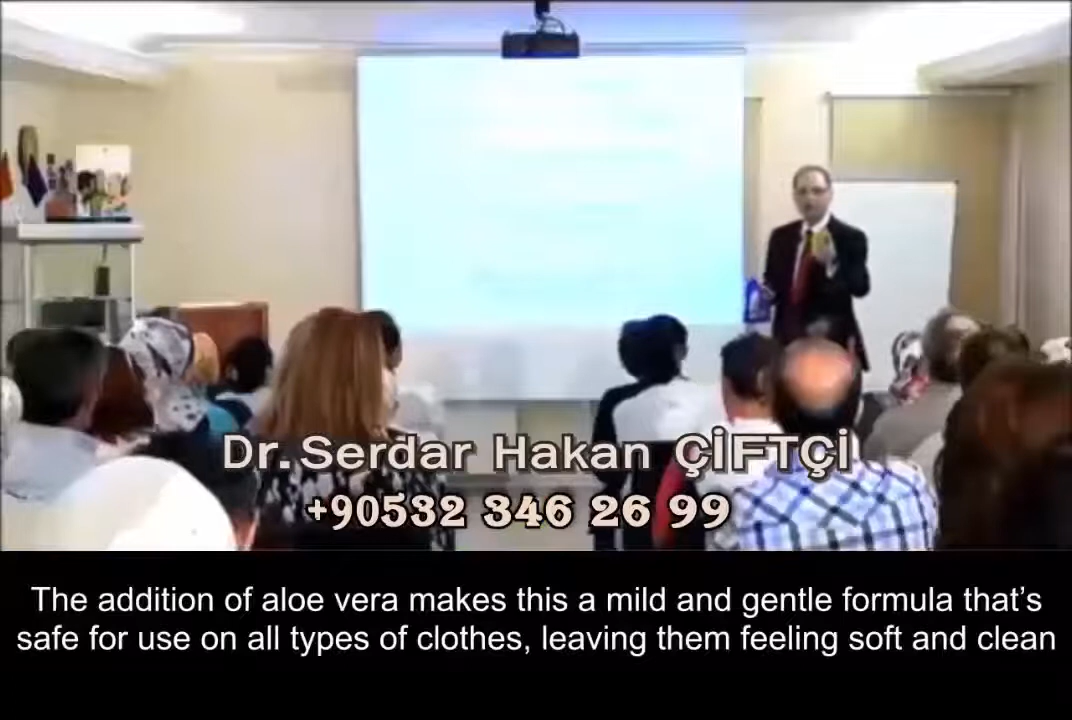 Dr. Serdar Hakan ÇİFTÇİ
+90532 346 26 99
The addition of aloe vera makes this a mild and gentle formula that’s
safe for use on all types of clothes, leaving them feeling soft and clean